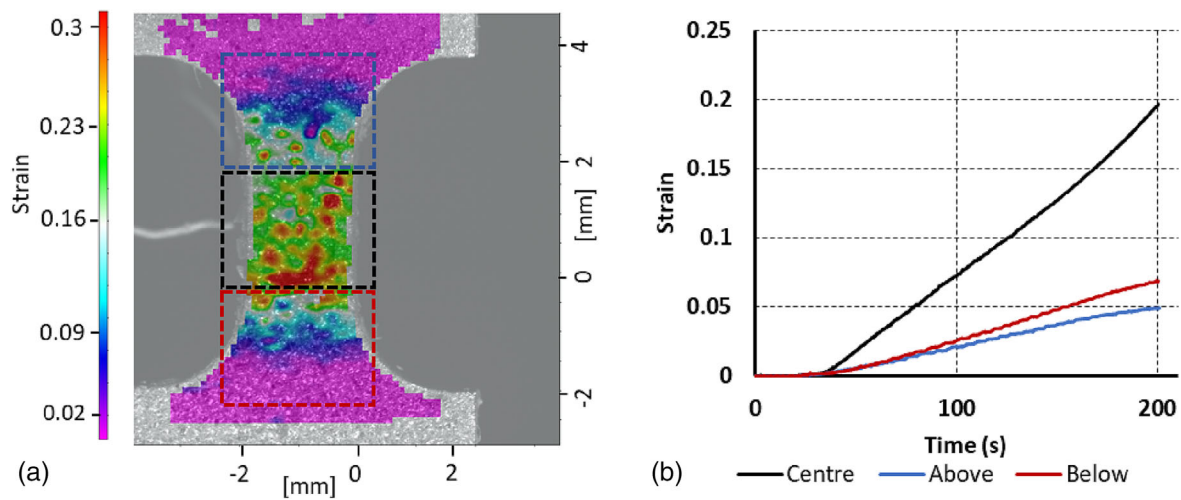 0.3
0.23
0.16
0.09
0.02
Strain
4
2
0
-2
[mm]
-2 0 2
[mm]
(a)
(b)
0.25
0.2
0.15
0.1
0.05
0
Strain
0 100 200
Time (s)
Centre Above Below